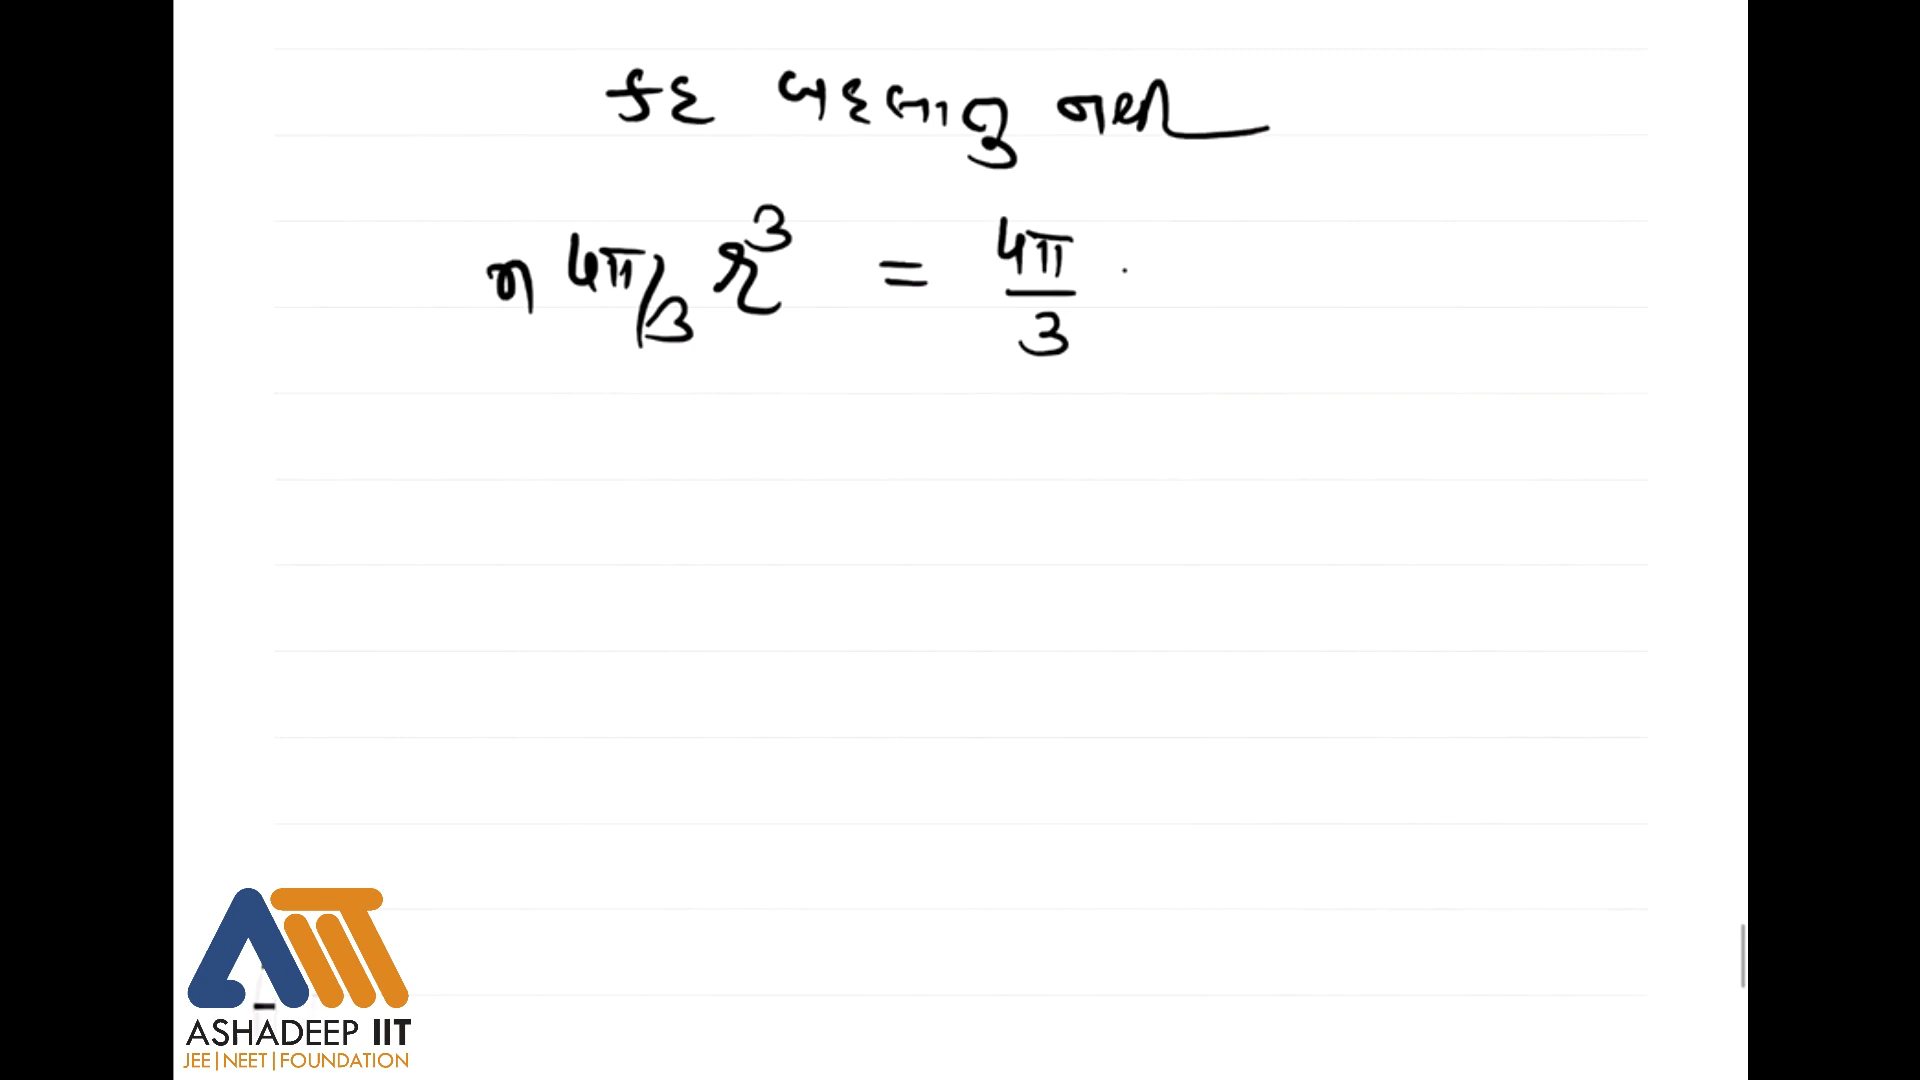 કદ બદલાતુ નથી
n 4π/3 r³ = 4π/3 ·
ASHADEEP IIT
JEE|NEET|FOUNDATION